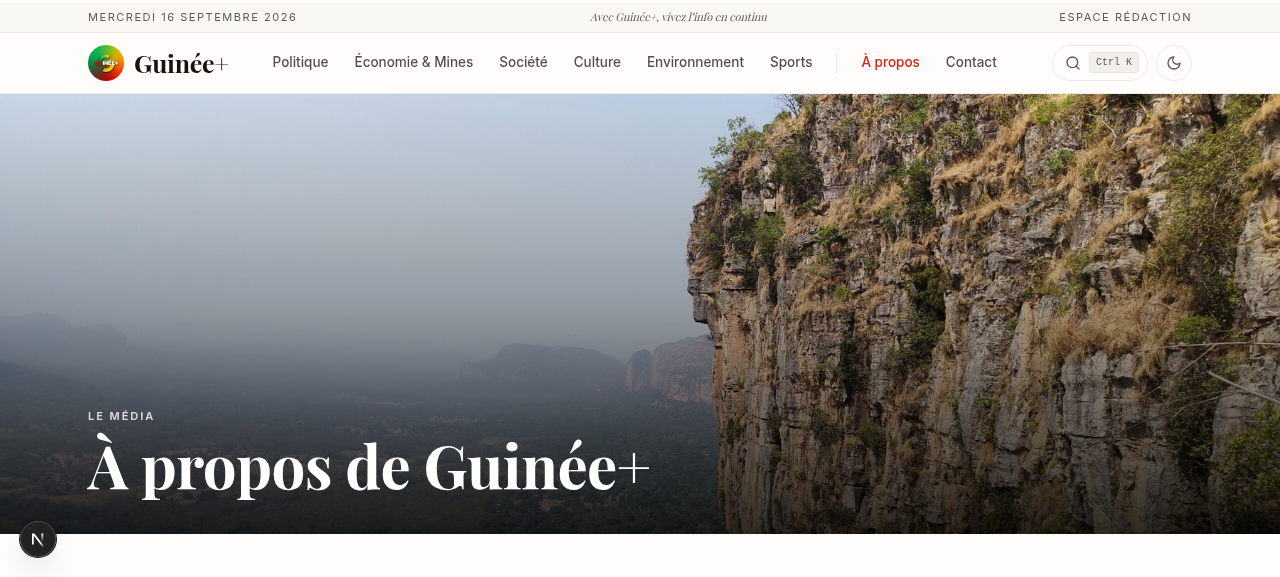 MERCREDI 16 SEPTEMBRE 2026
Avec Guinée+, vivez l'info en continu
ESPACE RÉDACTION
Guinée+
Politique
Économie & Mines
Société
Culture
Environnement
Sports
À propos
Contact
Ctrl K
LE MÉDIA
À propos de Guinée+
N